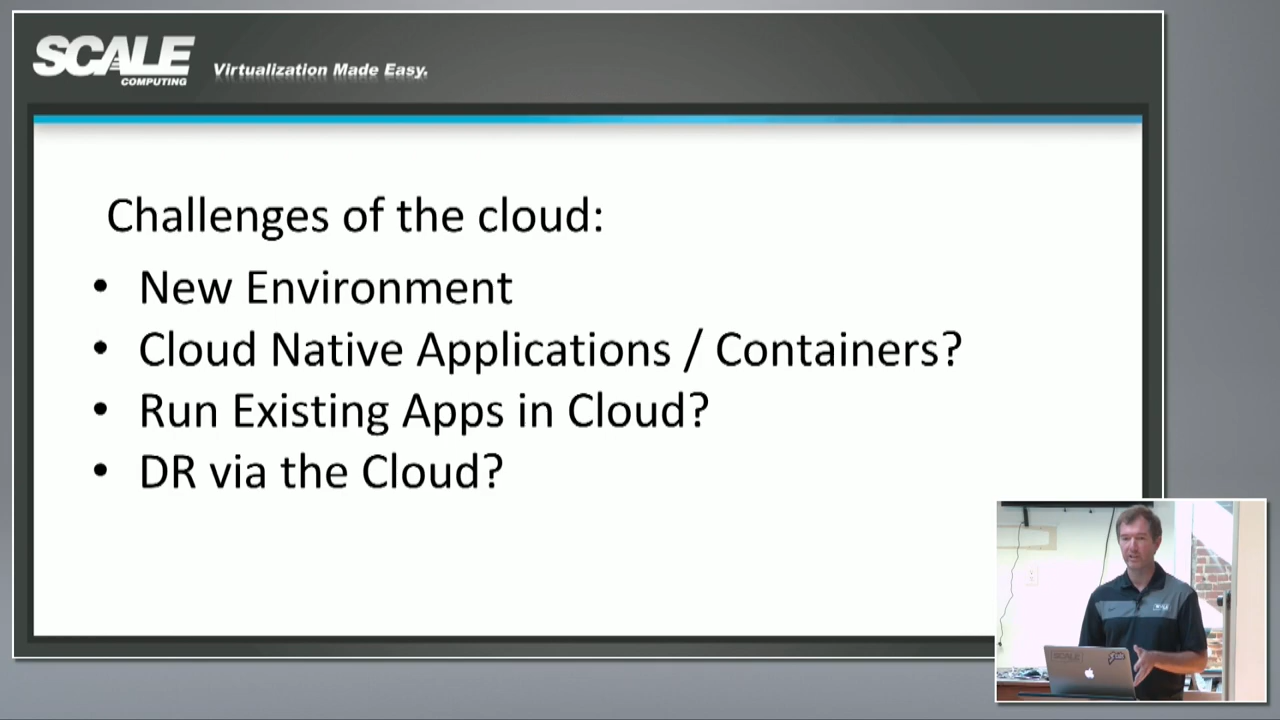 SCALE
COMPUTING
Virtualization Made Easy.
Challenges of the cloud:
• New Environment
• Cloud Native Applications / Containers?
• Run Existing Apps in Cloud?
• DR via the Cloud?
SCALE